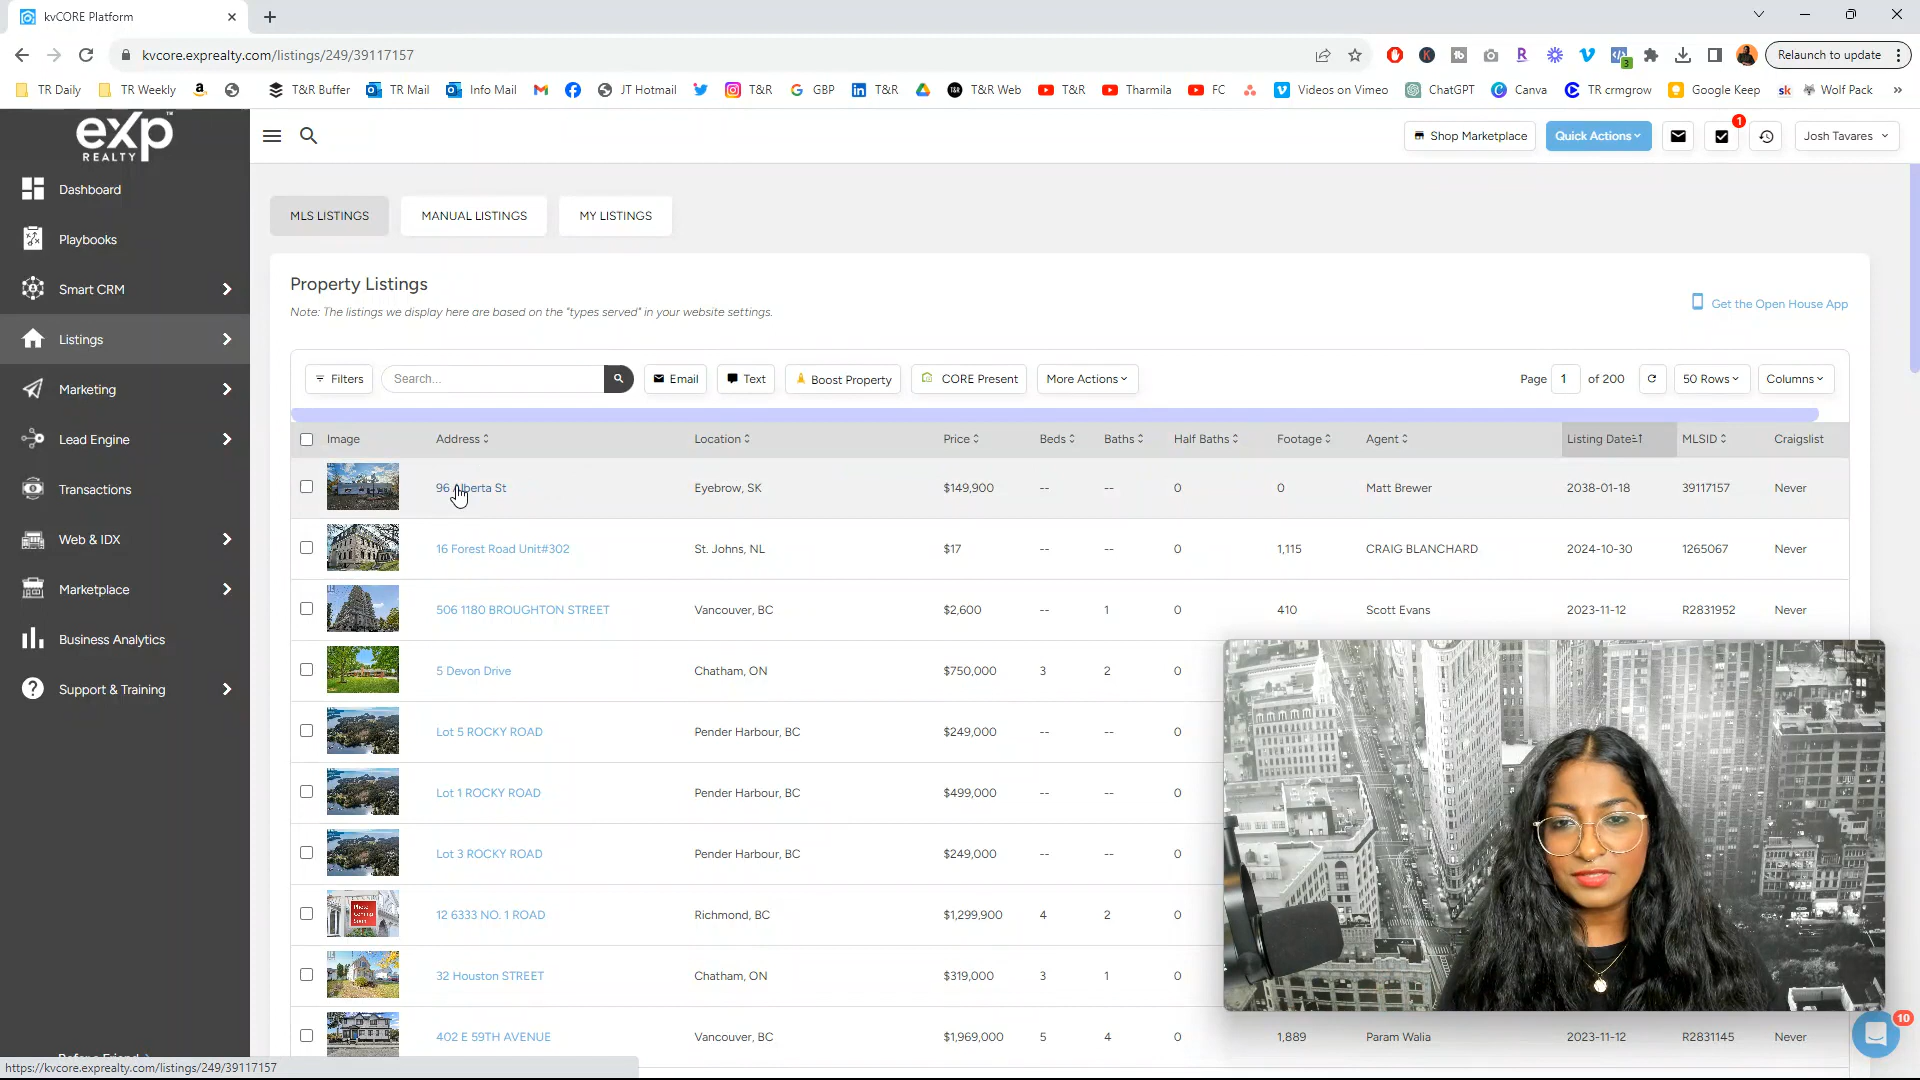 kvCORE Platform
kvcore.exprealty.com/listings/249/39117157
Relaunch to update
TR Daily
TR Weekly
T&R Buffer
TR Mail
Info Mail
JT Hotmail
T&R
GBP
T&R
T&R Web
T&R
Tharmila
FC
Videos on Vimeo
ChatGPT
Canva
TR crmgrow
Google Keep
Wolf Pack
eXp
REALTY
Dashboard
Playbooks
Smart CRM
Listings
Marketing
Lead Engine
Transactions
Web & IDX
Marketplace
Business Analytics
Support & Training
Shop Marketplace
Quick Actions
1
Josh Tavares
MLS LISTINGS
MANUAL LISTINGS
MY LISTINGS
Property Listings
Note: The listings we display here are based on the "types served" in your website settings.
Get the Open House App
Filters
Search...
Email
Text
Boost Property
CORE Present
More Actions
Page 1 of 200
50 Rows
Columns
Image Address Location Price Beds Baths Half Baths Footage Agent Listing Date MLSID Craigslist
96 Alberta St Eyebrow, SK $149,900 -- -- 0 0 Matt Brewer 2038-01-18 39117157 Never
16 Forest Road Unit#302 St. Johns, NL $17 -- -- 0 1,115 CRAIG BLANCHARD 2024-10-30 1265067 Never
506 1180 BROUGHTON STREET Vancouver, BC $2,600 -- 1 0 410 Scott Evans 2023-11-12 R2831952 Never
5 Devon Drive Chatham, ON $750,000 3 2 0
Lot 5 ROCKY ROAD Pender Harbour, BC $249,000 -- -- 0
Lot 1 ROCKY ROAD Pender Harbour, BC $499,000 -- -- 0
Lot 3 ROCKY ROAD Pender Harbour, BC $249,000 -- -- 0
12 6333 NO. 1 ROAD Richmond, BC $1,299,900 4 2 0
32 Houston STREET Chatham, ON $319,000 3 1 0
402 E 59TH AVENUE Vancouver, BC $1,969,000 5 4 0 1,889 Param Walia 2023-11-12 R2831145 Never
10
https://kvcore.exprealty.com/listings/249/39117157